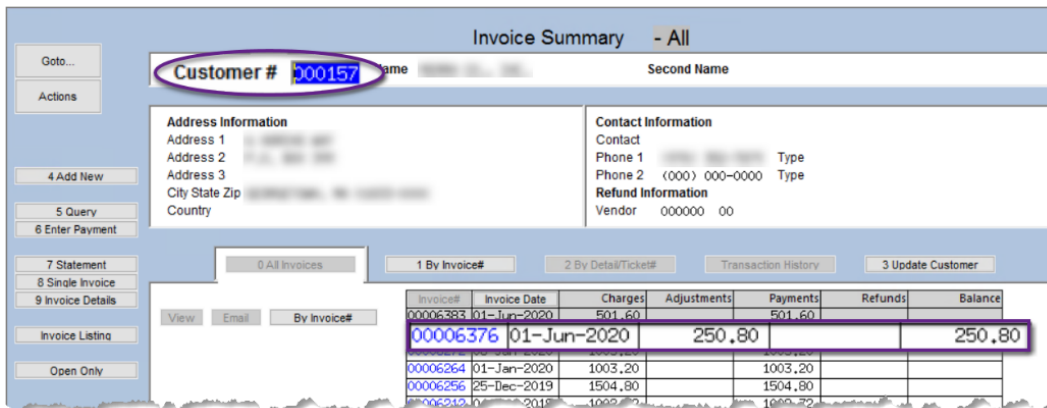 Invoice Summary - All
Goto...
Customer # 000157 Name Second Name
Actions
Address Information Contact Information
Address 1 Contact
Address 2 Phone 1 Type
Address 3 Phone 2 (000) 000-0000 Type
City State Zip Refund Information
Country Vendor 000000 00
4 Add New
5 Query
6 Enter Payment
7 Statement
8 Single Invoice
9 Invoice Details
Invoice Listing
Open Only
0 All Invoices 1 By Invoice# 2 By Detail/Ticket# Transaction History 3 Update Customer
View Email By Invoice#
Invoice# Invoice Date Charges Adjustments Payments Refunds Balance
00006383 01-Jun-2020 501.60 501.60
00006376 01-Jun-2020 250.80 250.80
00006264 01-Jan-2020 1003.20 1003.20
00006256 25-Dec-2019 1504.80 1504.80